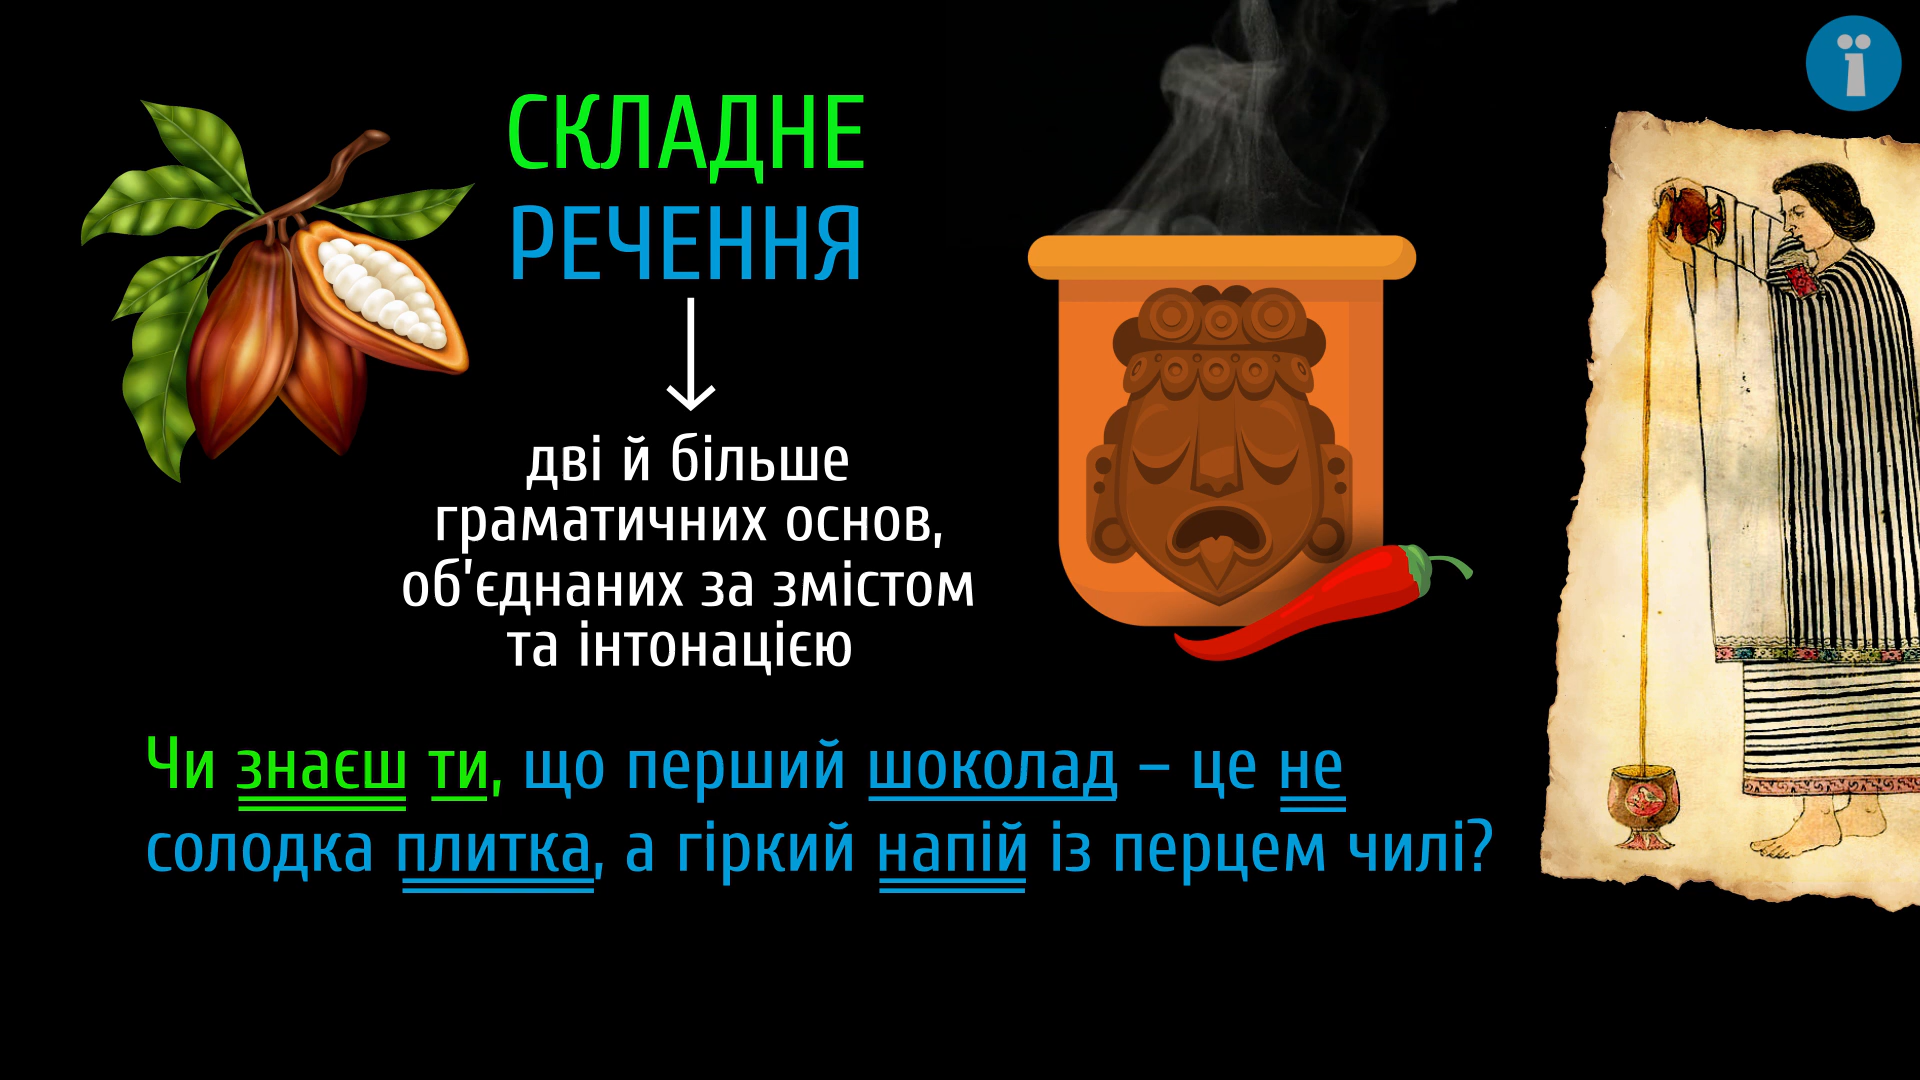 ї
СКЛАДНЕ
РЕЧЕННЯ
дві й більше
граматичних основ,
об'єднаних за змістом
та інтонацією
Чи знаєш ти, що перший шоколад – це не
солодка плитка, а гіркий напій із перцем чилі?